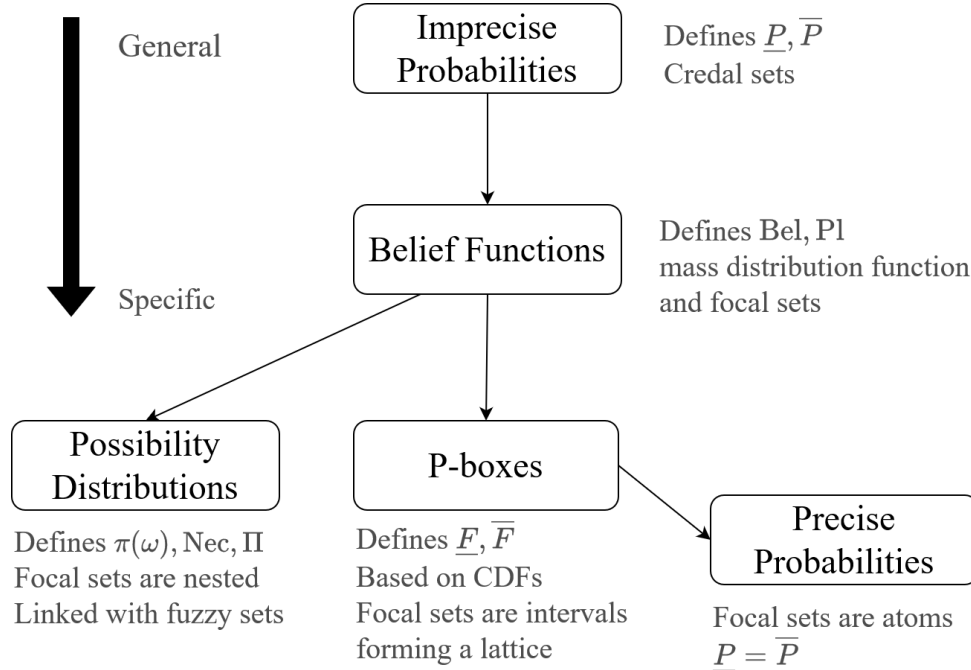 General
Imprecise
Probabilities
Defines P̲, P̅
Credal sets
Belief Functions
Defines Bel, Pl
mass distribution function
and focal sets
Specific
Possibility
Distributions
Defines π(ω), Nec, Π
Focal sets are nested
Linked with fuzzy sets
P-boxes
Defines F̲, F̅
Based on CDFs
Focal sets are intervals
forming a lattice
Precise
Probabilities
Focal sets are atoms
P̲ = P̅